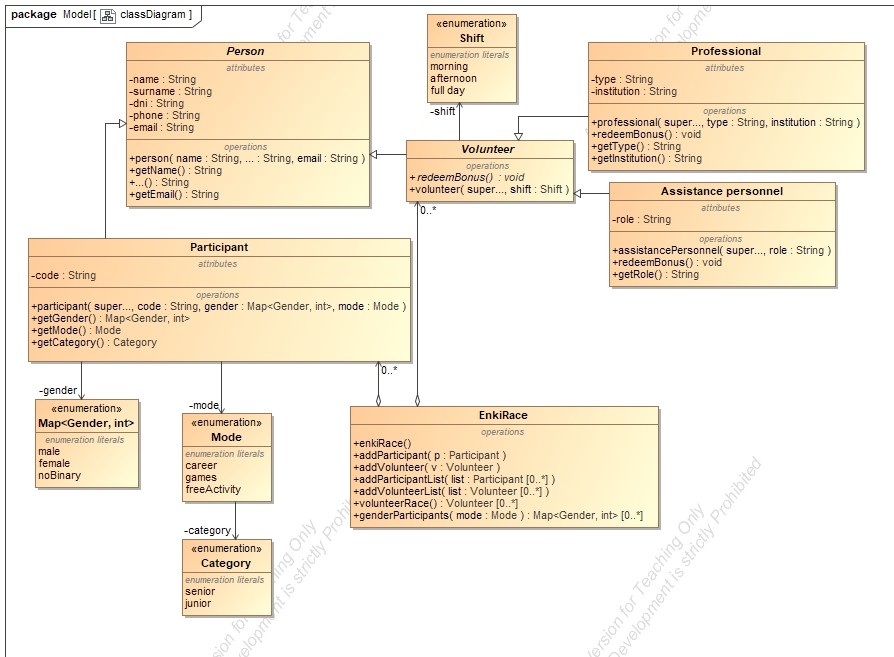 package Model[ classDiagram ]
Person
attributes
-name : String
-surname : String
-dni : String
-phone : String
-email : String
operations
+person( name : String, ... : String, email : String )
+getName() : String
+...() : String
+getEmail() : String
«enumeration»
Shift
enumeration literals
morning
afternoon
full day
-shift
Professional
attributes
-type : String
-institution : String
operations
+professional( super..., type : String, institution : String )
+redeemBonus() : void
+getType() : String
+getInstitution() : String
Volunteer
operations
+redeemBonus() : void
+volunteer( super..., shift : Shift )
0..*
Assistance personnel
attributes
-role : String
operations
+assistancePersonnel( super..., role : String )
+redeemBonus() : void
+getRole() : String
Participant
attributes
-code : String
operations
+participant( super..., code : String, gender : Map<Gender, int>, mode : Mode )
+getGender() : Map<Gender, int>
+getMode() : Mode
+getCategory() : Category
0..*
-gender
«enumeration»
Map<Gender, int>
enumeration literals
male
female
noBinary
-mode
«enumeration»
Mode
enumeration literals
career
games
freeActivity
-category
«enumeration»
Category
enumeration literals
senior
junior
EnkiRace
operations
+enkiRace()
+addParticipant( p : Participant )
+addVolunteer( v : Volunteer )
+addParticipantList( list : Participant [0..*] )
+addVolunteerList( list : Volunteer [0..*] )
+volunteerRace() : Volunteer [0..*]
+genderParticipants( mode : Mode ) : Map<Gender, int> [0..*]
ersion for Teaching Only
Development is strictly Prohibited